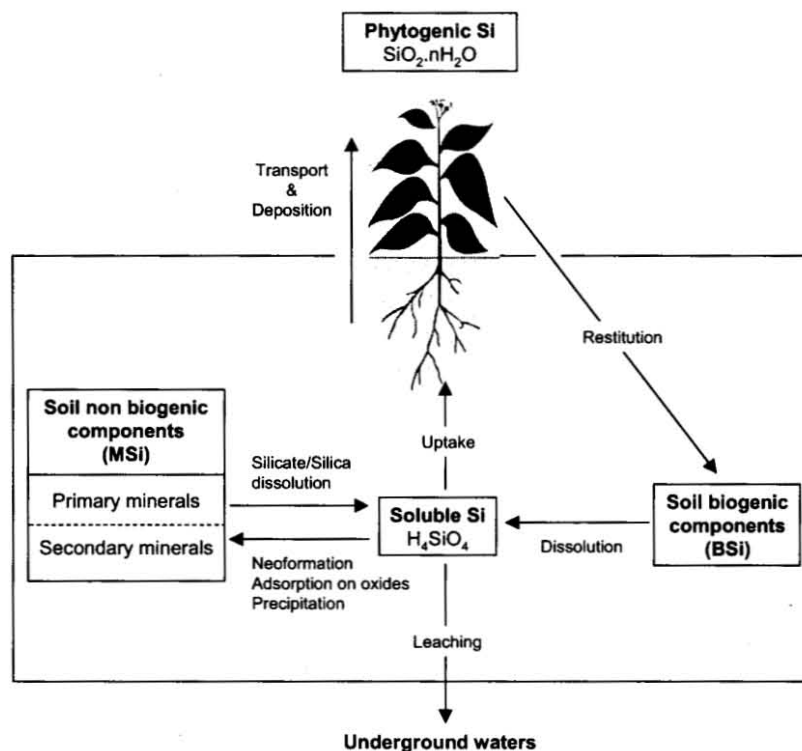 Phytogenic Si
SiO₂.nH₂O
Transport
&
Deposition
Restitution
Soil non biogenic
components
(MSi)
Primary minerals
Secondary minerals
Silicate/Silica
dissolution
Neoformation
Adsorption on oxides
Precipitation
Uptake
Soluble Si
H₄SiO₄
Dissolution
Soil biogenic
components
(BSi)
Leaching
Underground waters